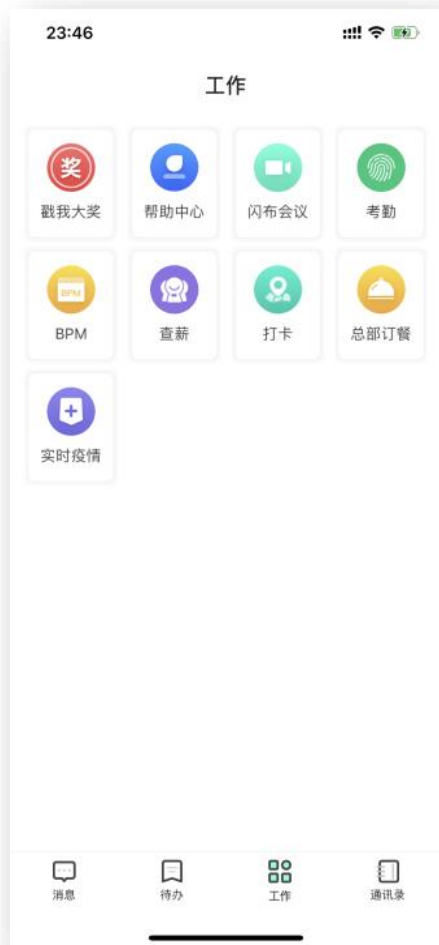 23:46
工作
奖
戳我大奖
帮助中心
闪布会议
考勤
BPM
BPM
查薪
打卡
总部订餐
实时疫情
消息
待办
工作
通讯录